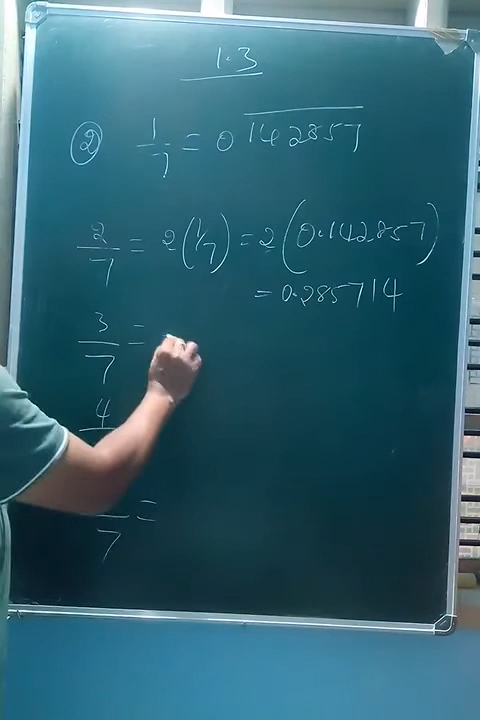 1.3
② 1/7 = 0 142857
2/7 = 2(1/7) = 2(0.142857)
= 0.285714
3/7 =
4
7 =